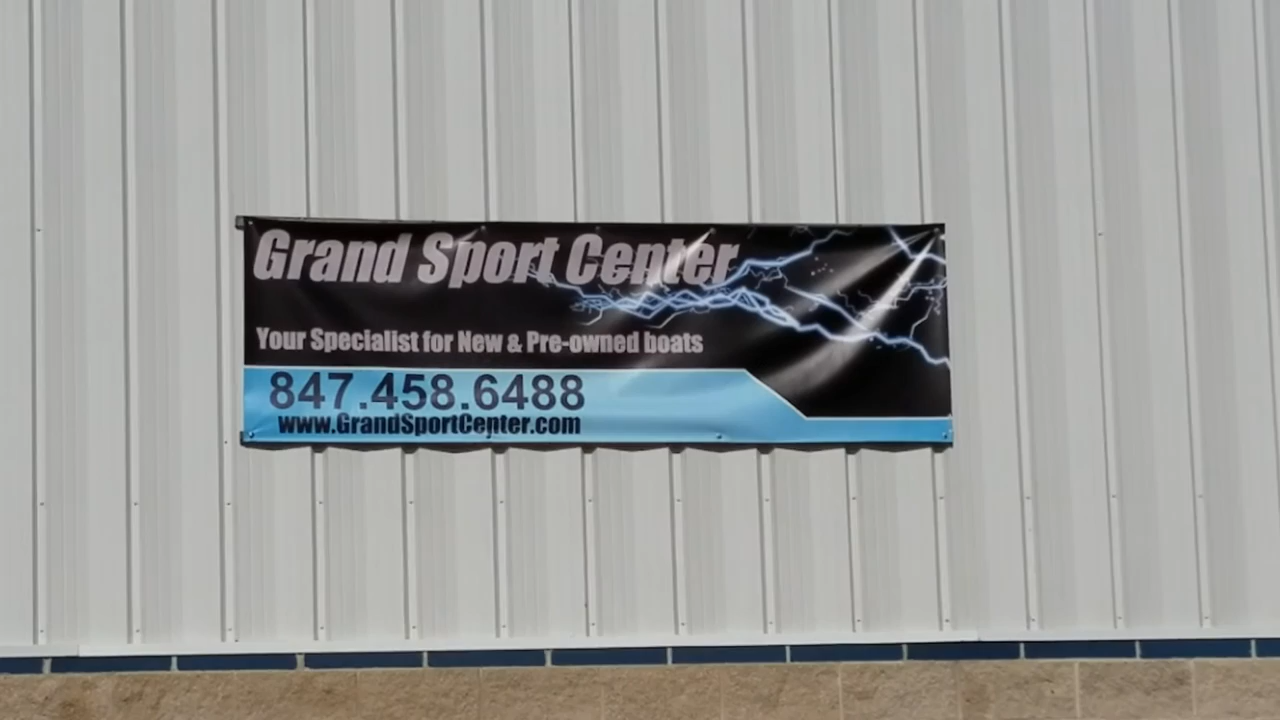 Grand Sport Center
Your Specialist for New & Pre-owned boats
847.458.6488
www.GrandSportCenter.com